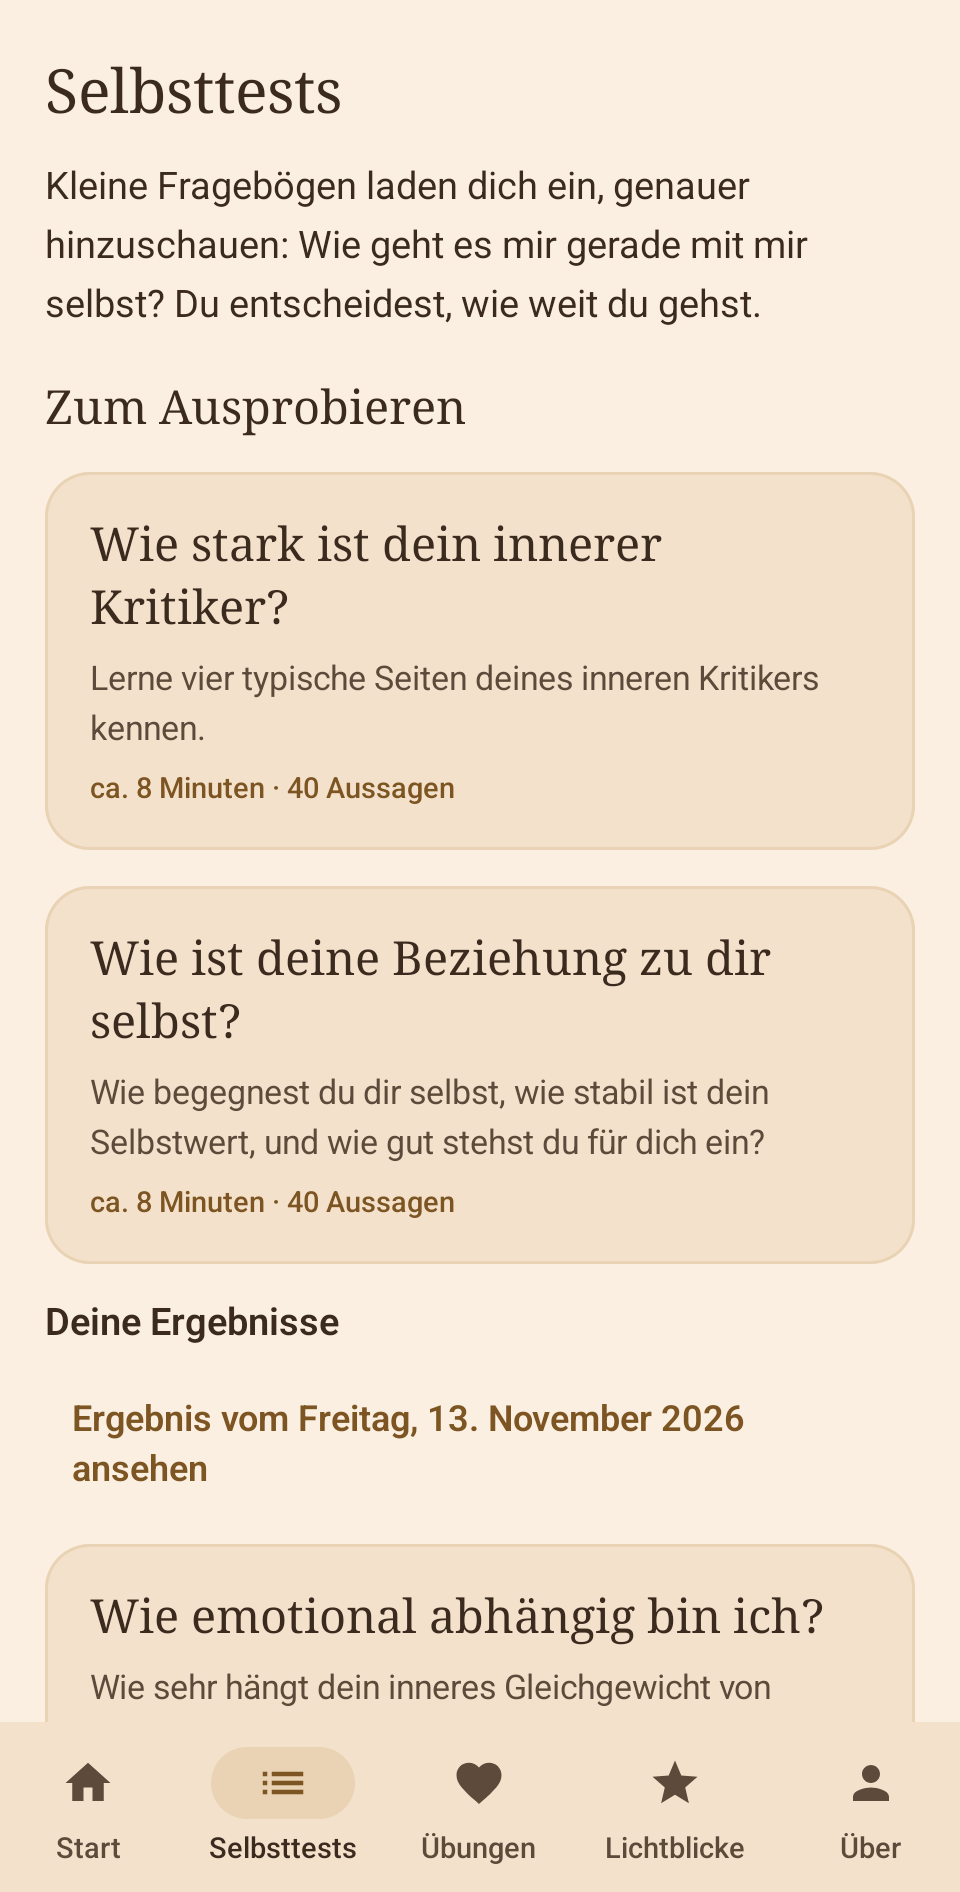 Selbsttests
Kleine Fragebögen laden dich ein, genauer
hinzuschauen: Wie geht es mir gerade mit mir
selbst? Du entscheidest, wie weit du gehst.
Zum Ausprobieren
Wie stark ist dein innerer
Kritiker?
Lerne vier typische Seiten deines inneren Kritikers
kennen.
ca. 8 Minuten · 40 Aussagen
Wie ist deine Beziehung zu dir
selbst?
Wie begegnest du dir selbst, wie stabil ist dein
Selbstwert, und wie gut stehst du für dich ein?
ca. 8 Minuten · 40 Aussagen
Deine Ergebnisse
Ergebnis vom Freitag, 13. November 2026
ansehen
Wie emotional abhängig bin ich?
Wie sehr hängt dein inneres Gleichgewicht von
Start
Selbsttests
Übungen
Lichtblicke
Über